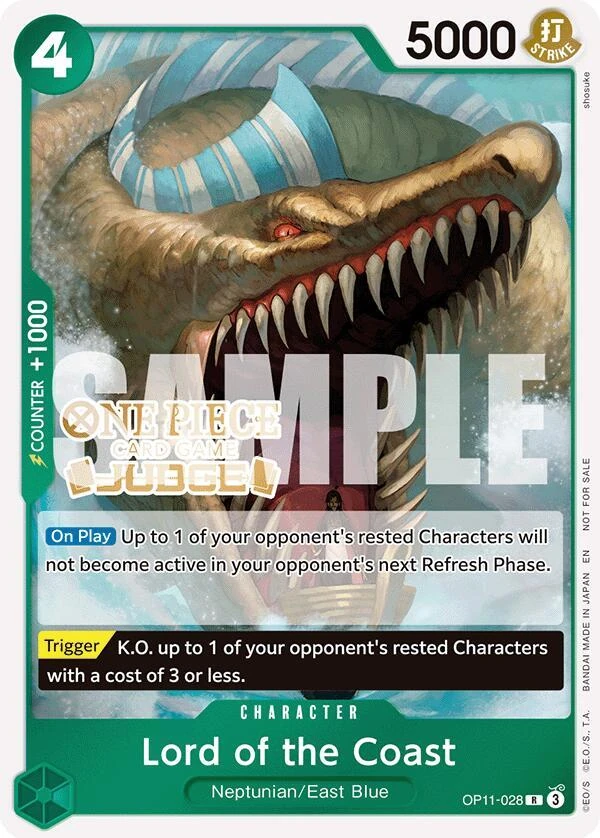 4
5000
打
STRIKE
shosuke
COUNTER +1000
SAMPLE
ONE PIECE
CARD GAME
JUDGE
On Play Up to 1 of your opponent's rested Characters will
not become active in your opponent's next Refresh Phase.
Trigger K.O. up to 1 of your opponent's rested Characters
with a cost of 3 or less.
CHARACTER
Lord of the Coast
Neptunian/East Blue
OP11-028 R 3
©EO/S ©E.O./S., T.A. BANDAI MADE IN JAPAN EN NOT FOR SALE